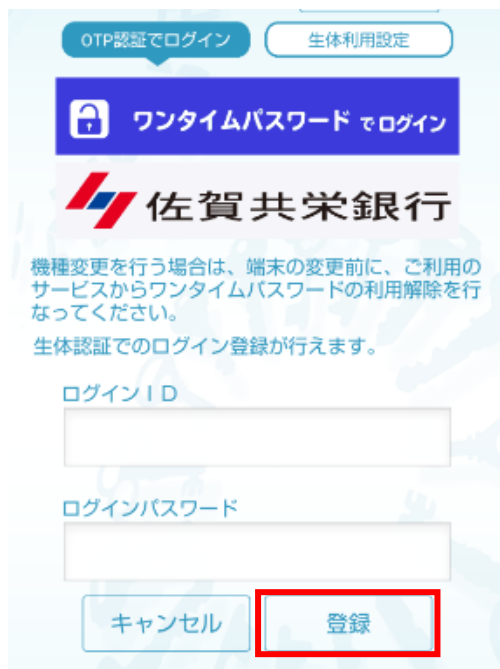 OTP認証でログイン 生体利用設定
ワンタイムパスワード でログイン
佐賀共栄銀行
機種変更を行う場合は、端末の変更前に、ご利用の
サービスからワンタイムパスワードの利用解除を行
なってください。
生体認証でのログイン登録が行えます。
ログインＩＤ
ログインパスワード
キャンセル 登録